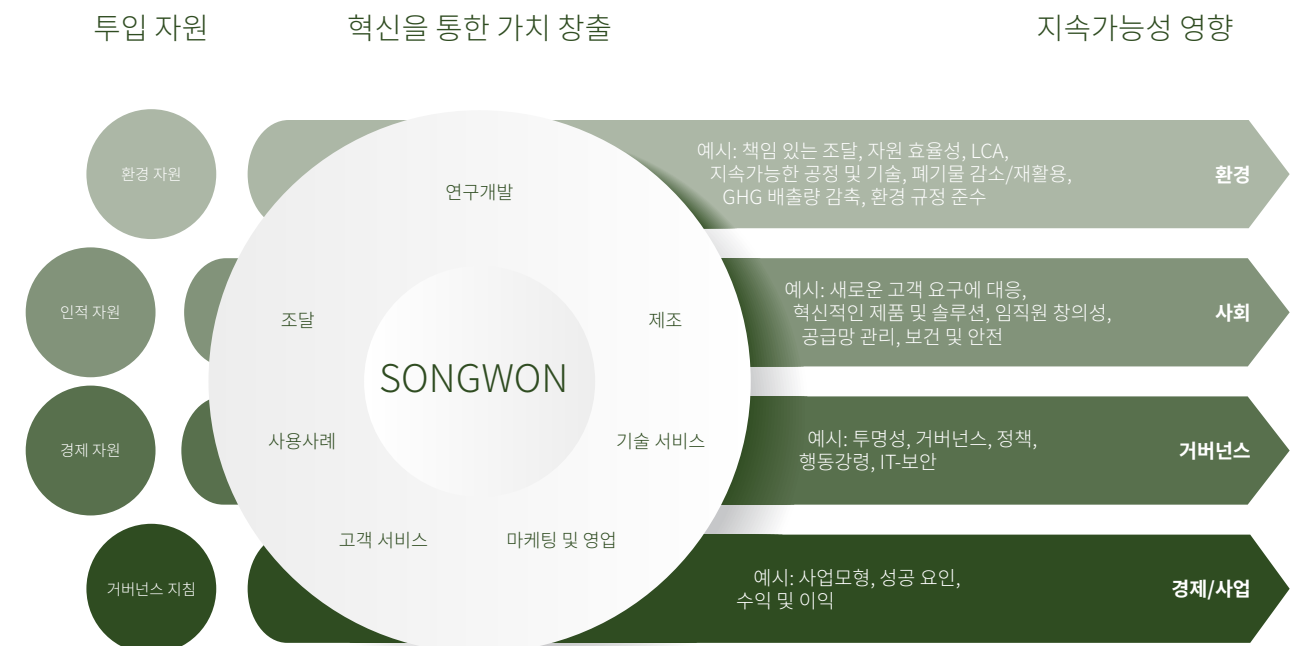 투입 자원
혁신을 통한 가치 창출
지속가능성 영향
환경 자원
인적 자원
경제 자원
거버넌스 지침
연구개발
조달
제조
SONGWON
사용사례
기술 서비스
고객 서비스
마케팅 및 영업
예시: 책임 있는 조달, 자원 효율성, LCA,
지속가능한 공정 및 기술, 폐기물 감소/재활용,
GHG 배출량 감축, 환경 규정 준수
환경
예시: 새로운 고객 요구에 대응,
혁신적인 제품 및 솔루션, 임직원 창의성,
공급망 관리, 보건 및 안전
사회
예시: 투명성, 거버넌스, 정책,
행동강령, IT-보안
거버넌스
예시: 사업모형, 성공 요인,
수익 및 이익
경제/사업